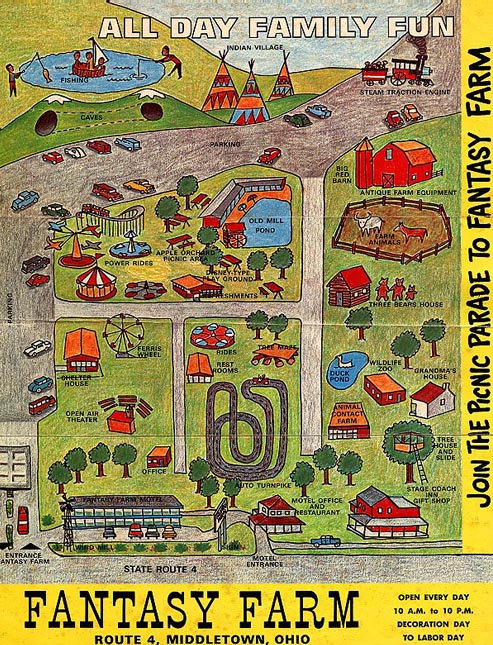 ALL DAY FAMILY FUN
INDIAN VILLAGE
FISHING
STEAM TRACTION ENGINE
CAVES
PARKING
BIG
RED
BARN
ANTIQUE FARM EQUIPMENT
OLD MILL
POND
FARM
ANIMALS
APPLE ORCHARD
PICNIC AREA
POWER RIDES
DISNEY-TYPE
PLAY GROUND
REFRESHMENTS
THREE BEARS HOUSE
PARKING
FERRIS
WHEEL
RIDES
TREE MAZE
SHELTER
HOUSE
REST
ROOMS
DUCK
POND
WILDLIFE
ZOO
GRANDMA'S
HOUSE
OPEN AIR
THEATER
ANIMAL
CONTACT
FARM
TREE
HOUSE
AND
SLIDE
OFFICE
AUTO TURNPIKE
STAGE COACH
INN
GIFT SHOP
FANTASY FARM MOTEL
MOTEL OFFICE
AND
RESTAURANT
WIND MILL
SIGN
ENTRANCE
FANTASY FARM
MOTEL
ENTRANCE
STATE ROUTE 4
JOIN THE PICNIC PARADE TO FANTASY FARM
FANTASY FARM
ROUTE 4, MIDDLETOWN, OHIO
OPEN EVERY DAY
10 A.M. to 10 P.M.
DECORATION DAY
TO LABOR DAY